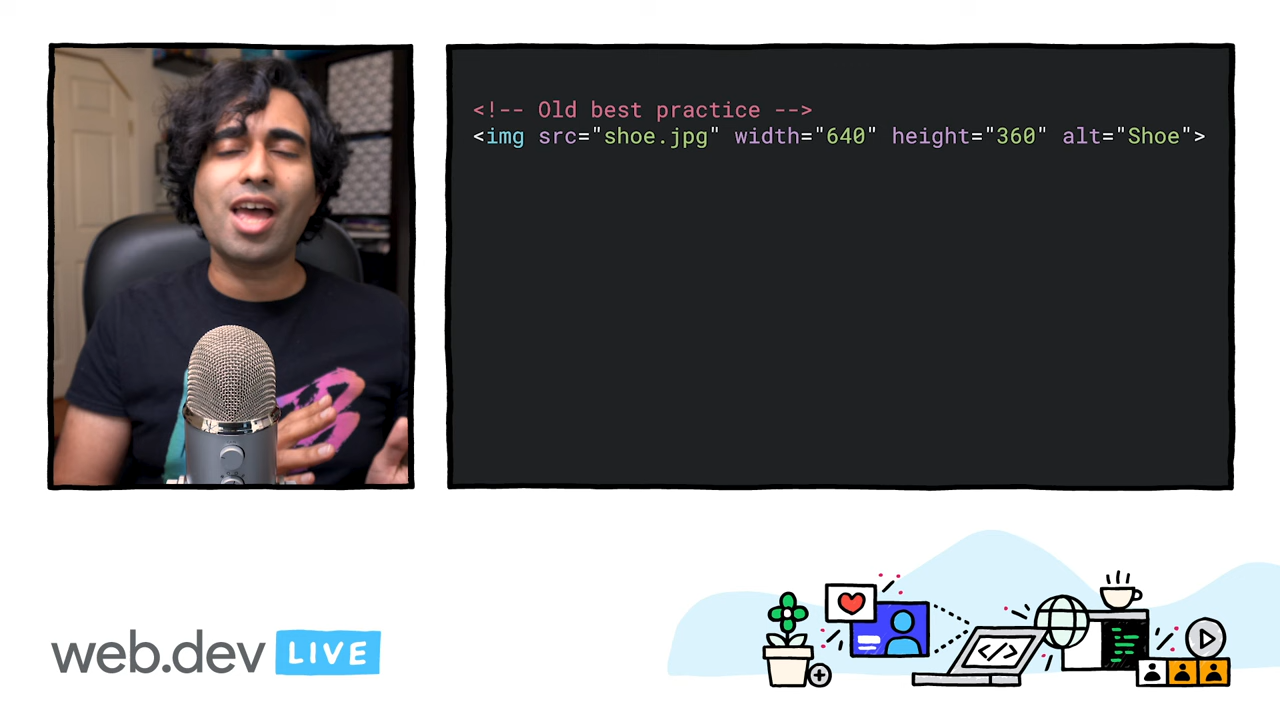 <!-- Old best practice -->
<img src="shoe.jpg" width="640" height="360" alt="Shoe">
web.dev LIVE